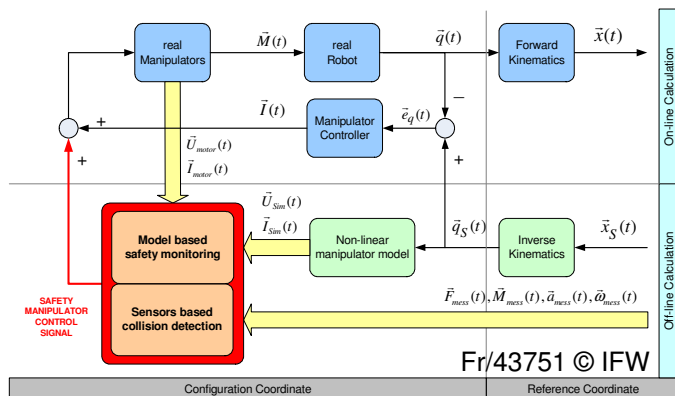 real
Manipulators
M⃗(t)
real
Robot
q⃗(t)
Forward
Kinematics
x⃗(t)
−
I⃗(t)
Manipulator
Controller
e⃗q(t)
+
+
+
U⃗motor(t)
I⃗motor(t)
On-line Calculation
U⃗Sim(t)
I⃗Sim(t)
Model based
safety monitoring
Non-linear
manipulator model
q⃗S(t)
Inverse
Kinematics
x⃗S(t)
Sensors based
collision detection
F⃗mess(t), M⃗mess(t), a⃗mess(t), ω⃗mess(t)
SAFETY
MANIPULATOR
CONTROL
SIGNAL
Off-line Calculation
Fr/43751 © IFW
Configuration Coordinate
Reference Coordinate